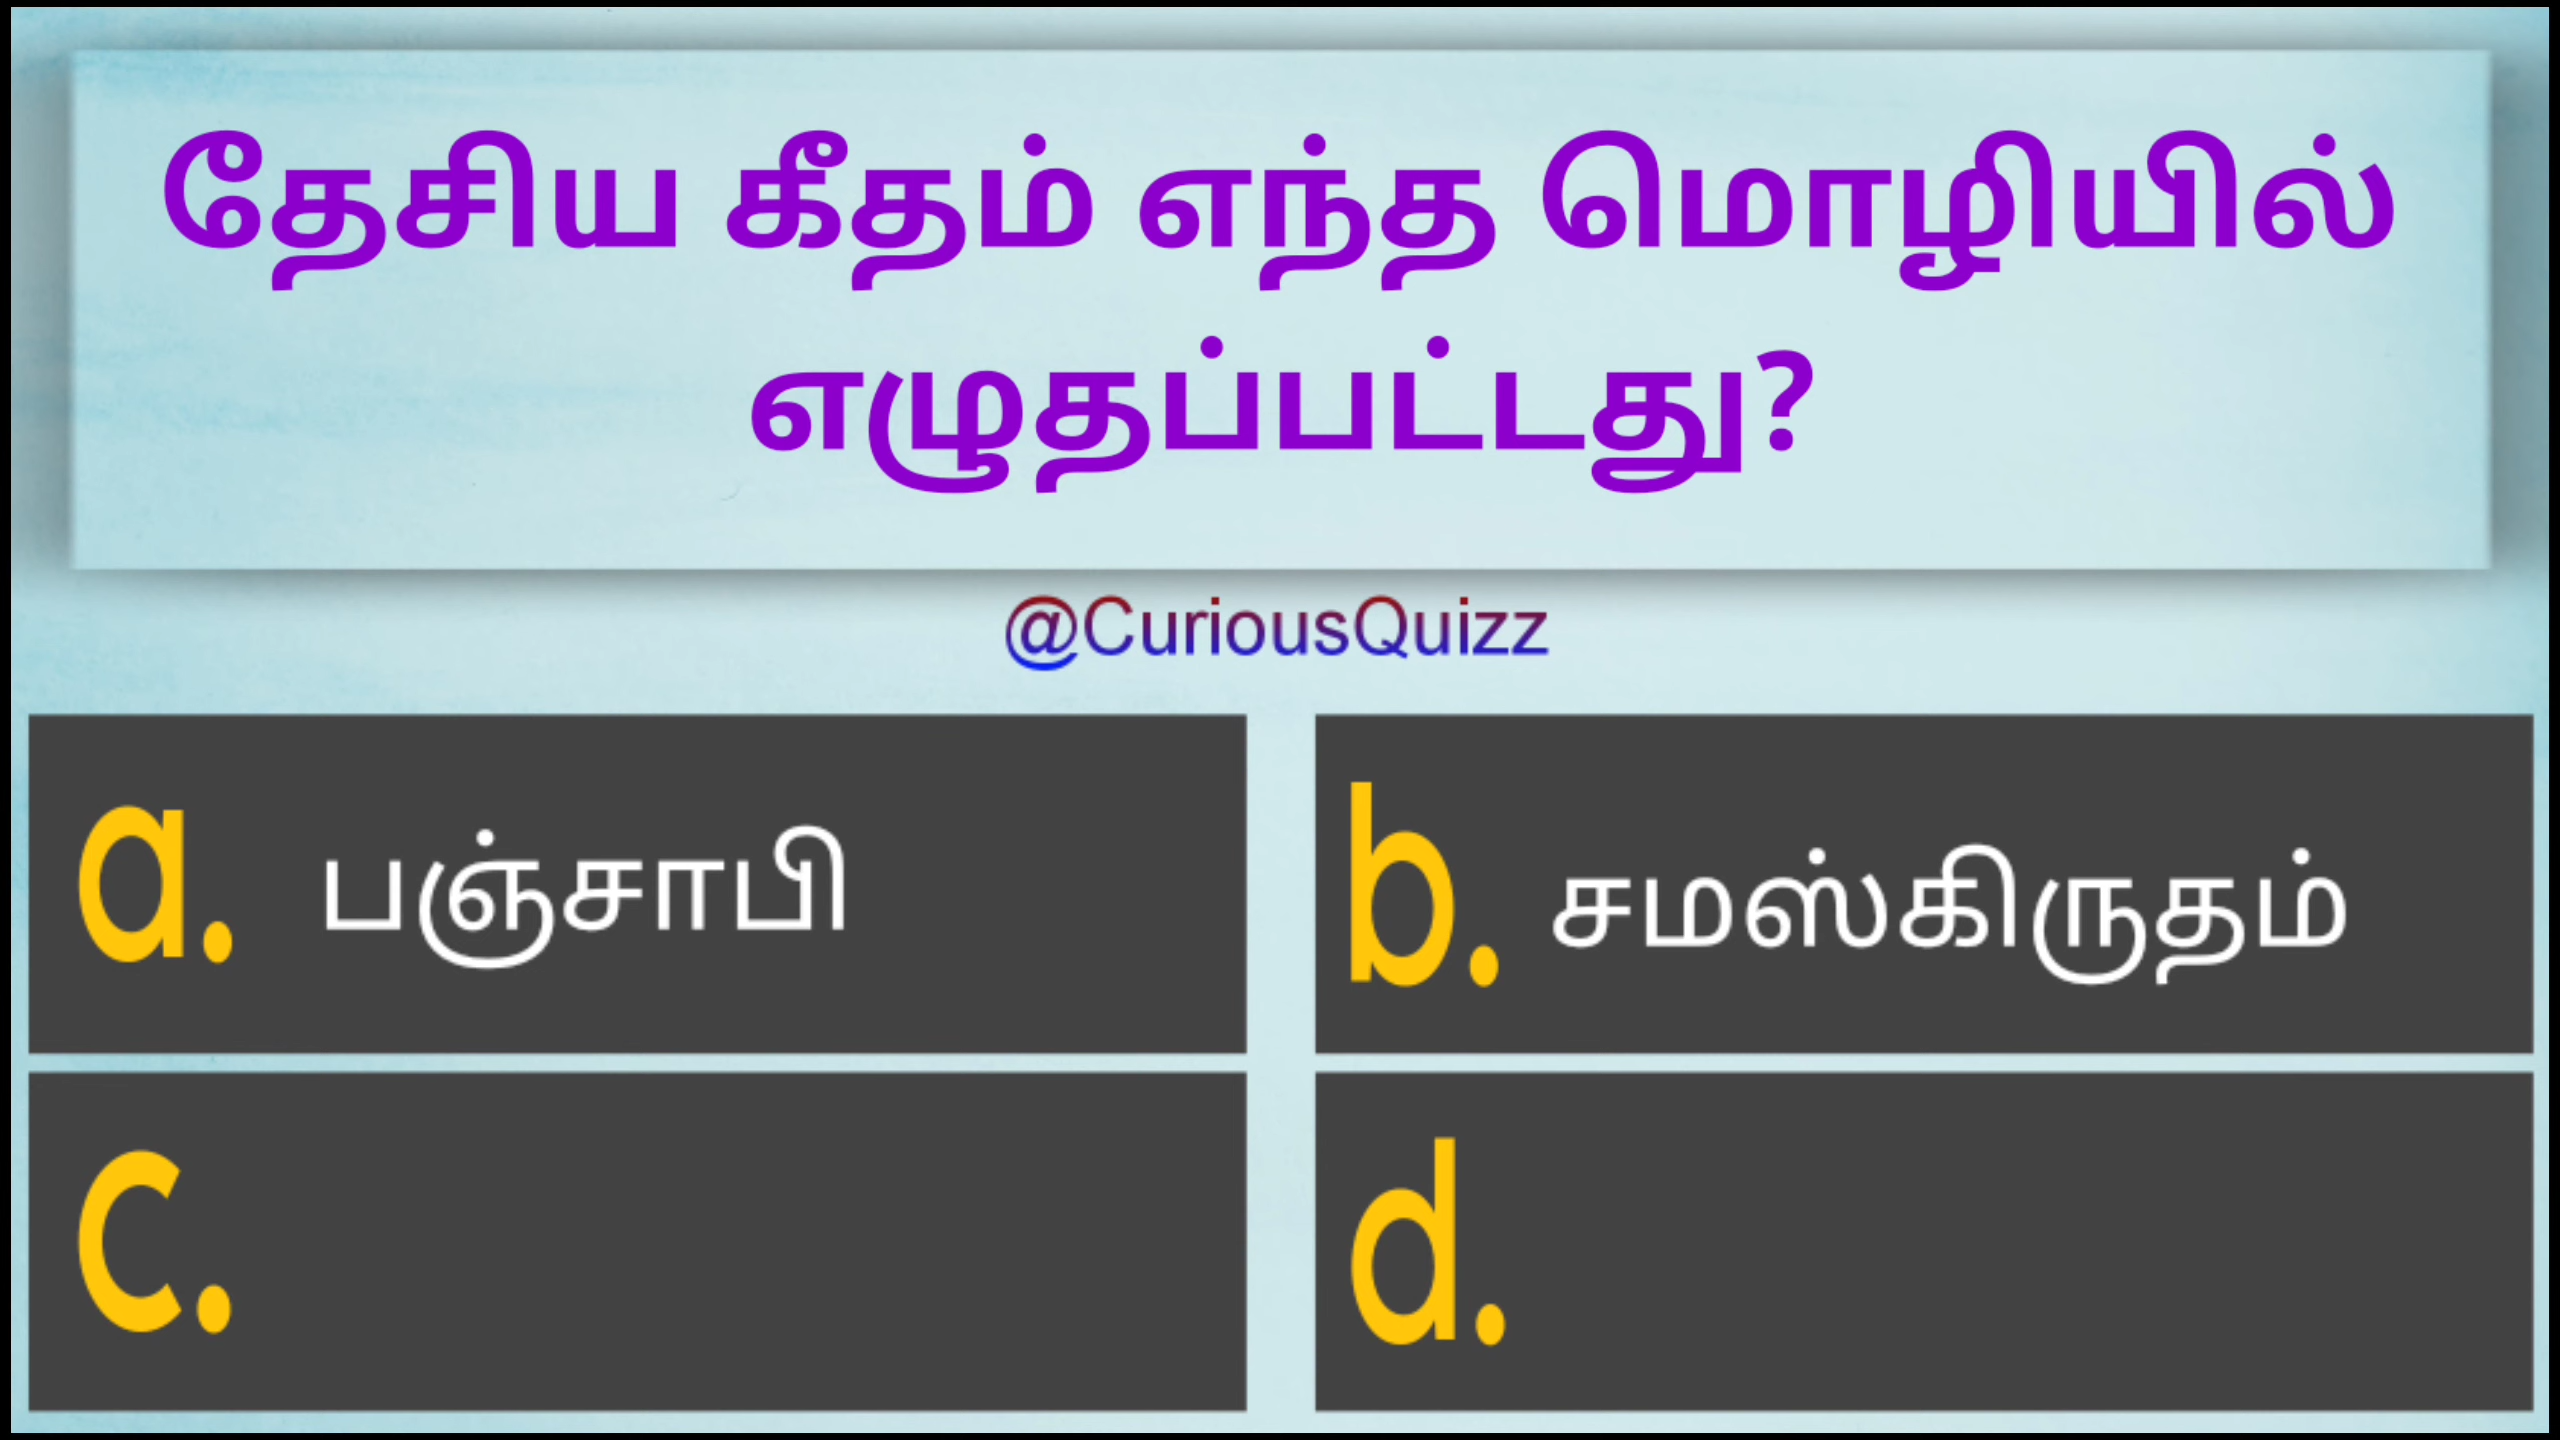 தேசிய கீதம் எந்த மொழியில்
எழுதப்பட்டது?
@CuriousQuizz
a. பஞ்சாபி
b. சமஸ்கிருதம்
c.
d.